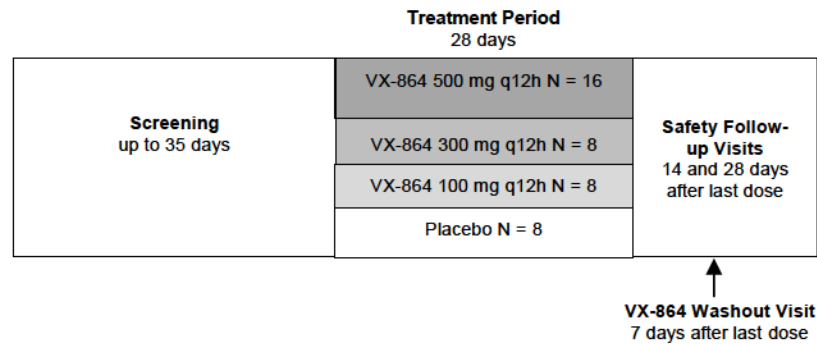 Treatment Period
28 days
Screening
up to 35 days
VX-864 500 mg q12h N = 16
VX-864 300 mg q12h N = 8
VX-864 100 mg q12h N = 8
Placebo N = 8
Safety Follow-
up Visits
14 and 28 days
after last dose
VX-864 Washout Visit
7 days after last dose